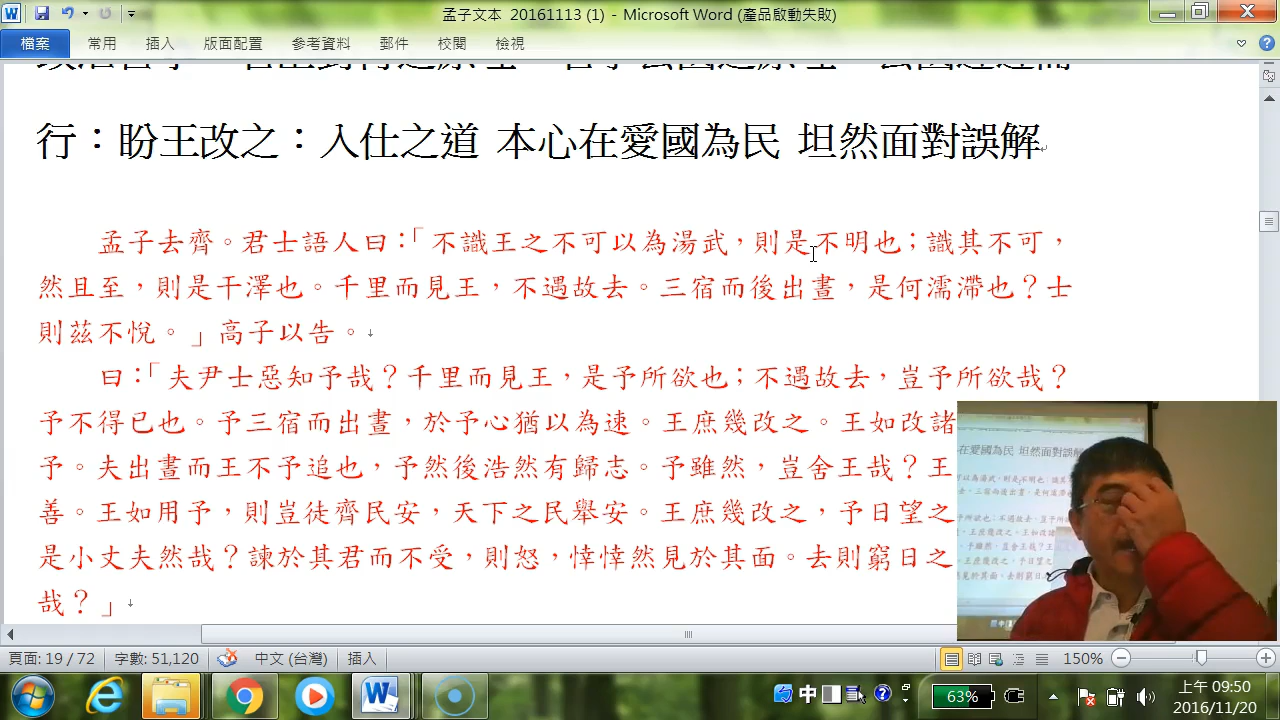 孟子文本 20161113 (1) - Microsoft Word (產品啟動失敗)
檔案 常用 插入 版面配置 參考資料 郵件 校閱 檢視
行：盼王改之：入仕之道 本心在愛國為民 坦然面對誤解
孟子去齊。君士語人曰：「不識王之不可以為湯武，則是不明也；識其不可，
然且至，則是干澤也。千里而見王，不遇故去。三宿而後出晝，是何濡滯也？士
則茲不悅。」高子以告。
曰：「夫尹士惡知予哉？千里而見王，是予所欲也；不遇故去，豈予所欲哉？
予不得已也。予三宿而出晝，於予心猶以為速。王庶幾改之。王如改諸
予。夫出晝而王不予追也，予然後浩然有歸志。予雖然，豈舍王哉？王
善。王如用予，則豈徒齊民安，天下之民舉安。王庶幾改之，予日望之
是小丈夫然哉？諫於其君而不受，則怒，悻悻然見於其面。去則窮日之
哉？」
在愛國為民 坦然面對誤解
頁面: 19 / 72 字數: 51,120 中文 (台灣) 插入 150%
中 63% 上午 09:50
2016/11/20